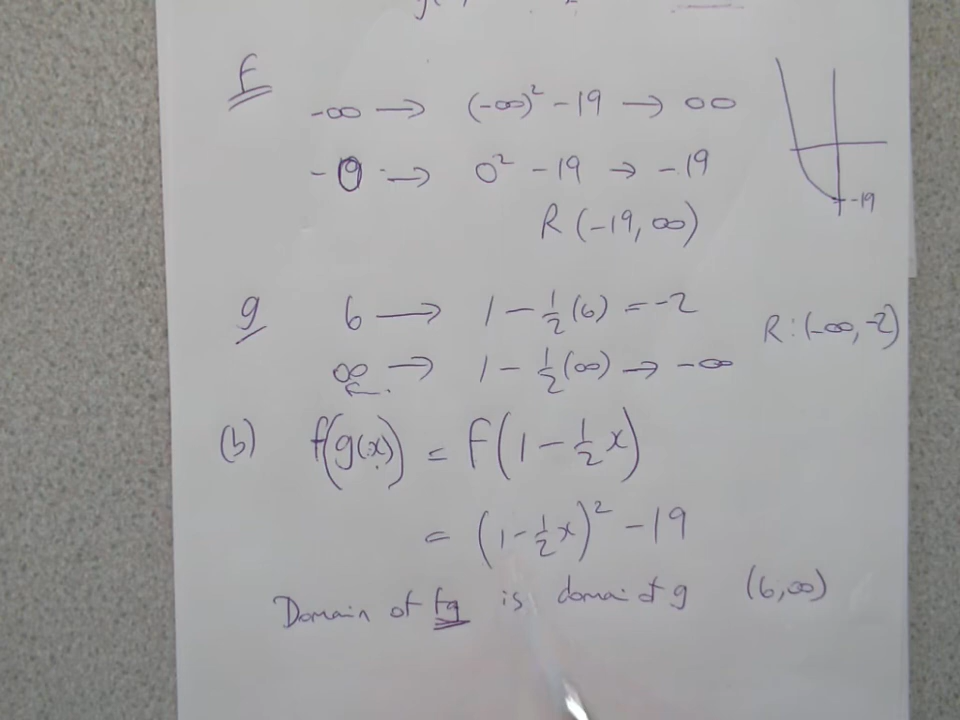 f
-∞ → (-∞)² - 19 → ∞
- 0 → 0² - 19 → -19
-19
R (-19, ∞)
g 6 → 1 - 1/2(6) = -2
R: (-∞, -2)
∞ → 1 - 1/2(∞) → -∞
(b) f(g(x)) = F(1 - 1/2x)
= (1 - 1/2x)² - 19
Domain of fg is domain of g (6,∞)